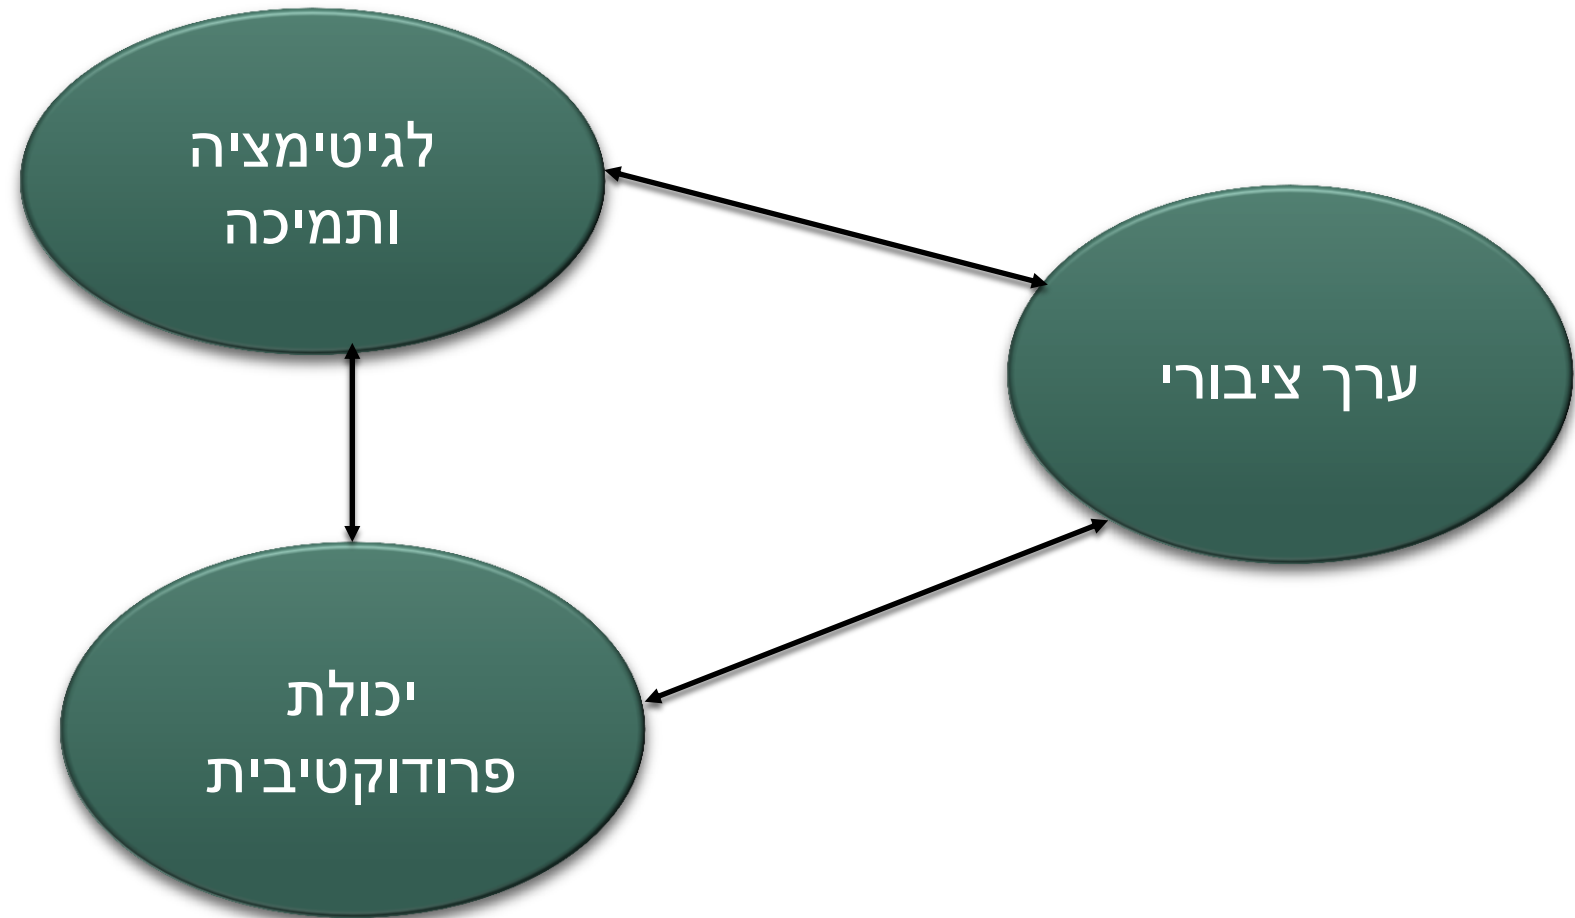 לגיטימציה
ותמיכה
ערך ציבורי
יכולת
פרודוקטיבית